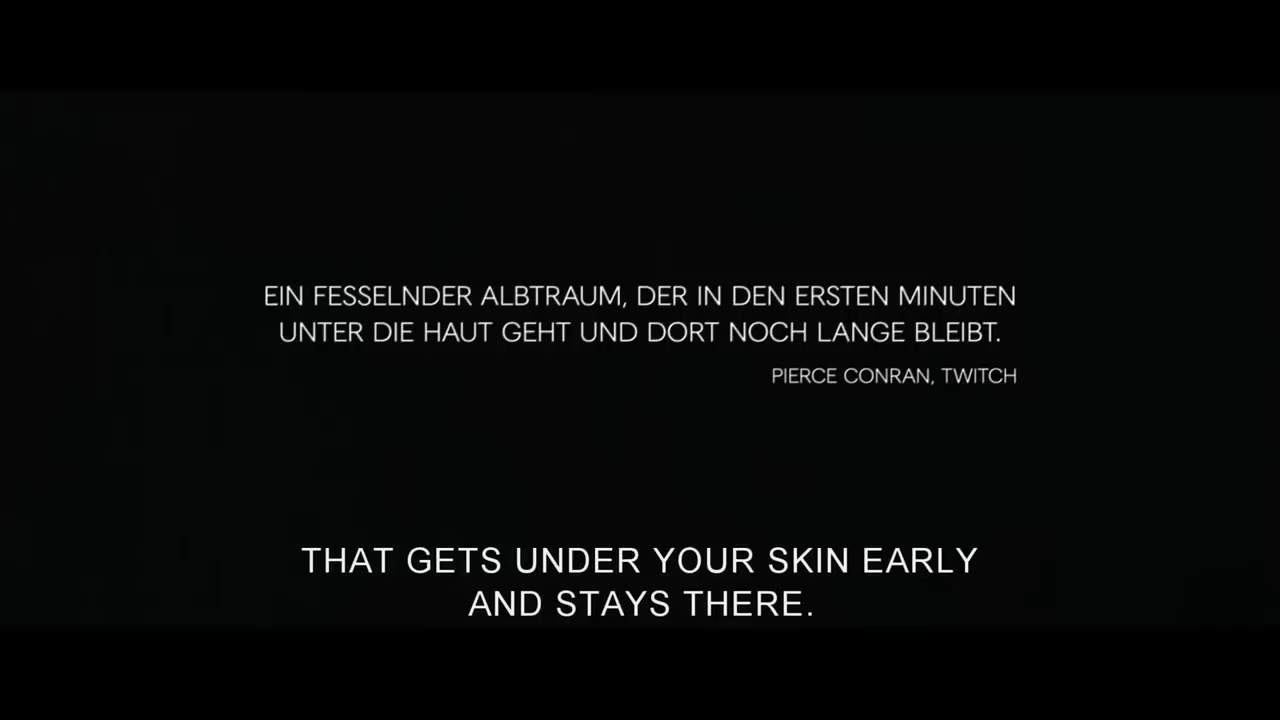 EIN FESSELNDER ALBTRAUM, DER IN DEN ERSTEN MINUTEN
UNTER DIE HAUT GEHT UND DORT NOCH LANGE BLEIBT.
PIERCE CONRAN, TWITCH
THAT GETS UNDER YOUR SKIN EARLY
AND STAYS THERE.